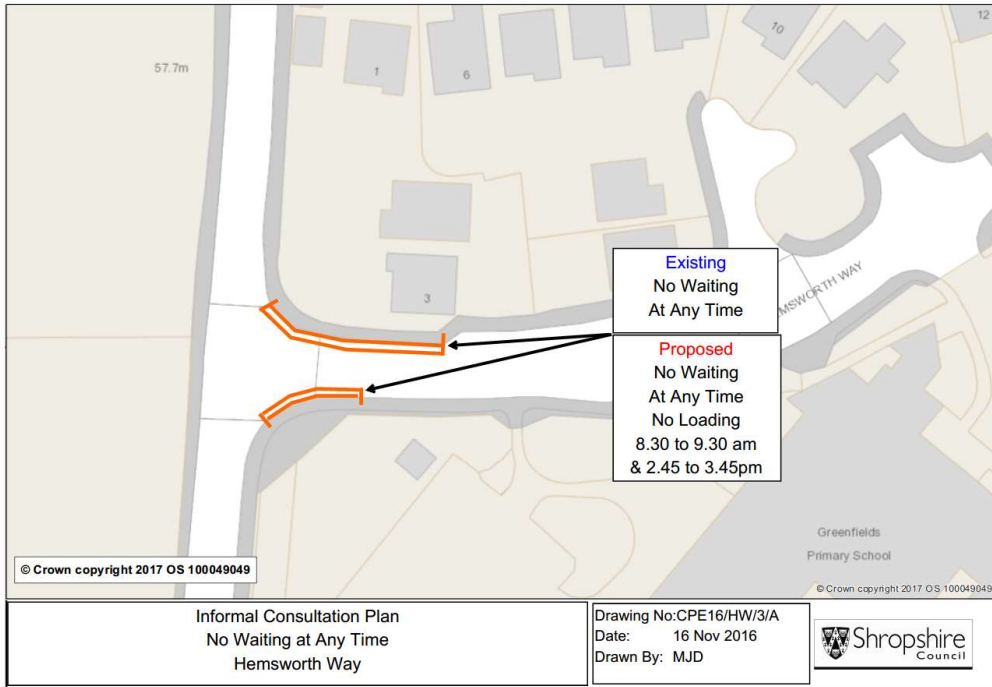 12
10
57.7m
1
6
3
HEMSWORTH WAY
Existing
No Waiting
At Any Time
Proposed
No Waiting
At Any Time
No Loading
8.30 to 9.30 am
& 2.45 to 3.45pm
Greenfields
Primary School
© Crown copyright 2017 OS 100049049
© Crown copyright 2017 OS 100049049
Informal Consultation Plan
No Waiting at Any Time
Hemsworth Way
Drawing No:CPE16/HW/3/A
Date: 16 Nov 2016
Drawn By: MJD
Shropshire
Council